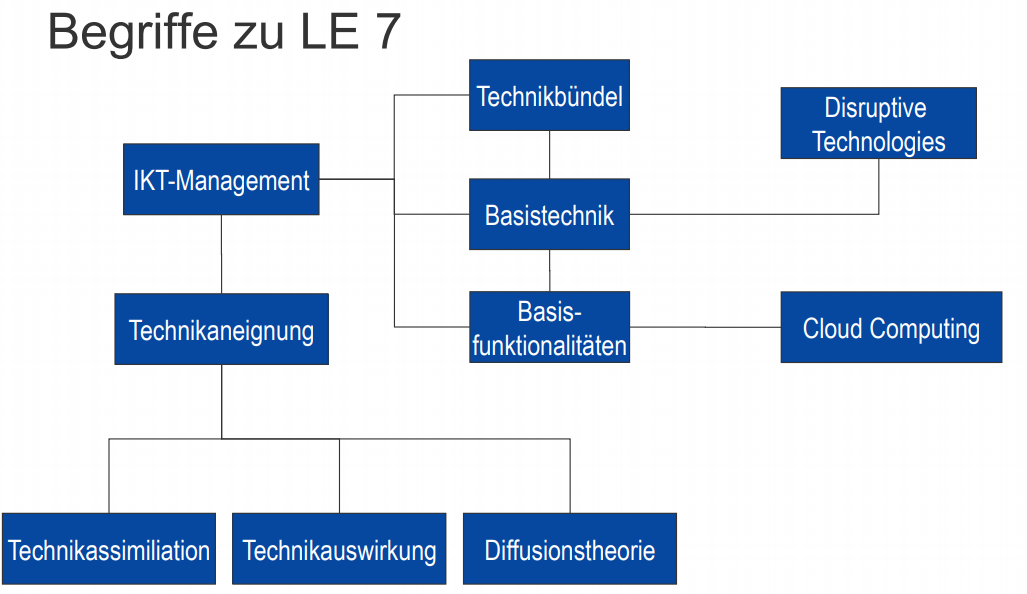 Begriffe zu LE 7
Technikbündel
Disruptive
Technologies
IKT-Management
Basistechnik
Basis-
funktionalitäten
Cloud Computing
Technikaneignung
Technikassimiliation
Technikauswirkung
Diffusionstheorie